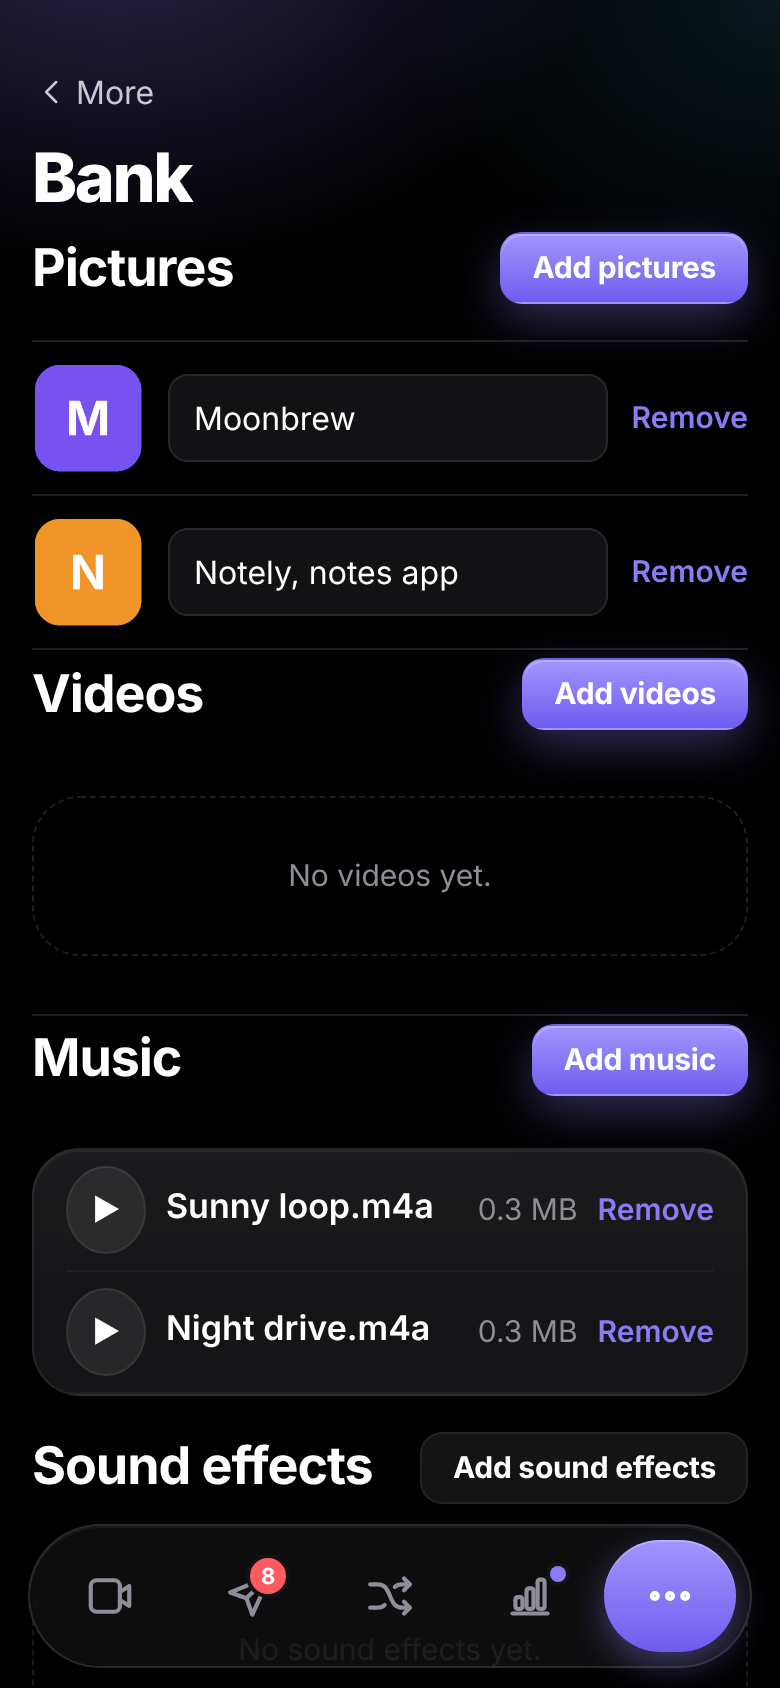 More
Bank
Pictures
Add pictures
M
Moonbrew
Remove
N
Notely, notes app
Remove
Videos
Add videos
No videos yet.
Music
Add music
Sunny loop.m4a
0.3 MB
Remove
Night drive.m4a
0.3 MB
Remove
Sound effects
Add sound effects
8
No sound effects yet.